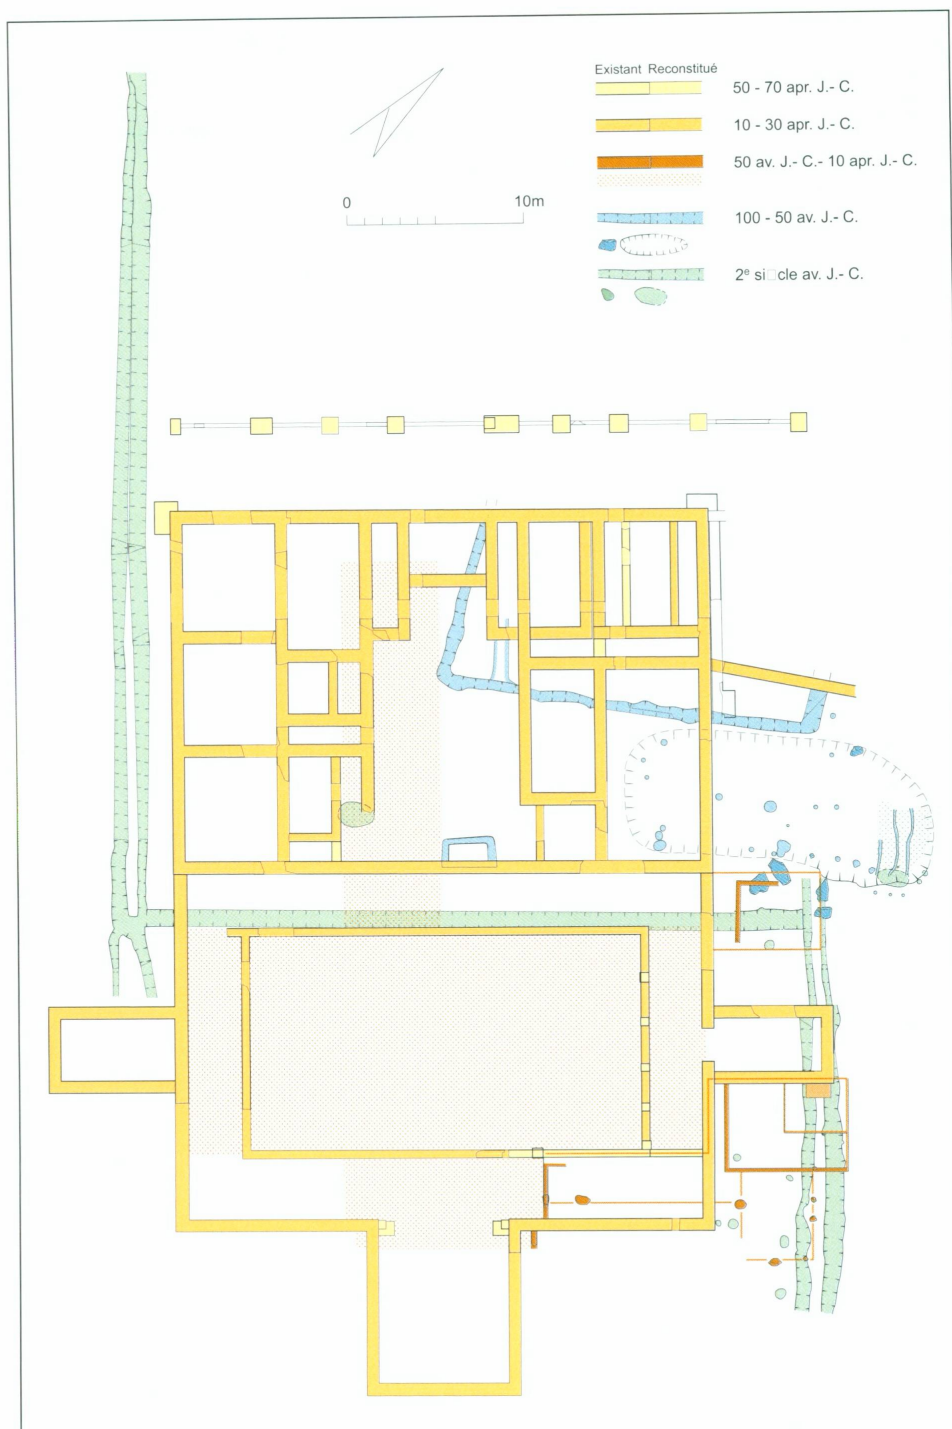 Existant Reconstitué
50 - 70 apr. J.- C.
10 - 30 apr. J.- C.
50 av. J.- C.- 10 apr. J.- C.
0 10m
100 - 50 av. J.- C.
2e si□cle av. J.- C.